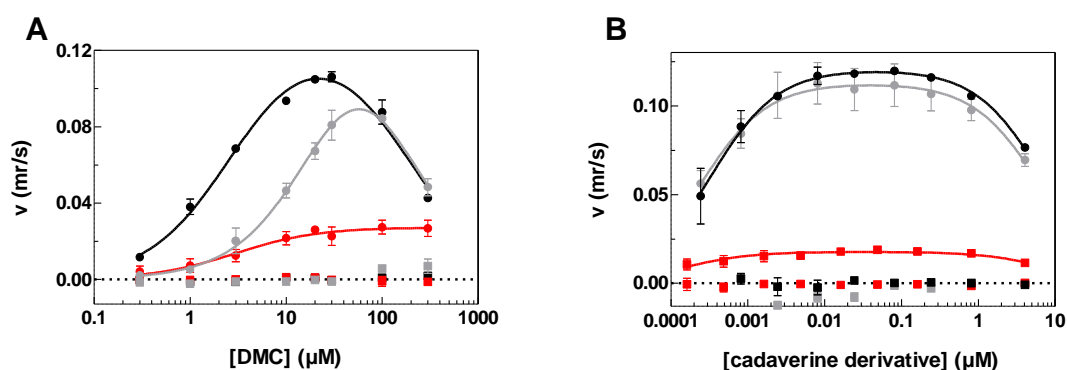 A
v (mr/s)
0.12
0.08
0.04
0.00
0.1 1 10 100 1000
[DMC] (µM)
B
v (mr/s)
0.10
0.05
0.00
0.0001 0.001 0.01 0.1 1 10
[cadaverine derivative] (µM)